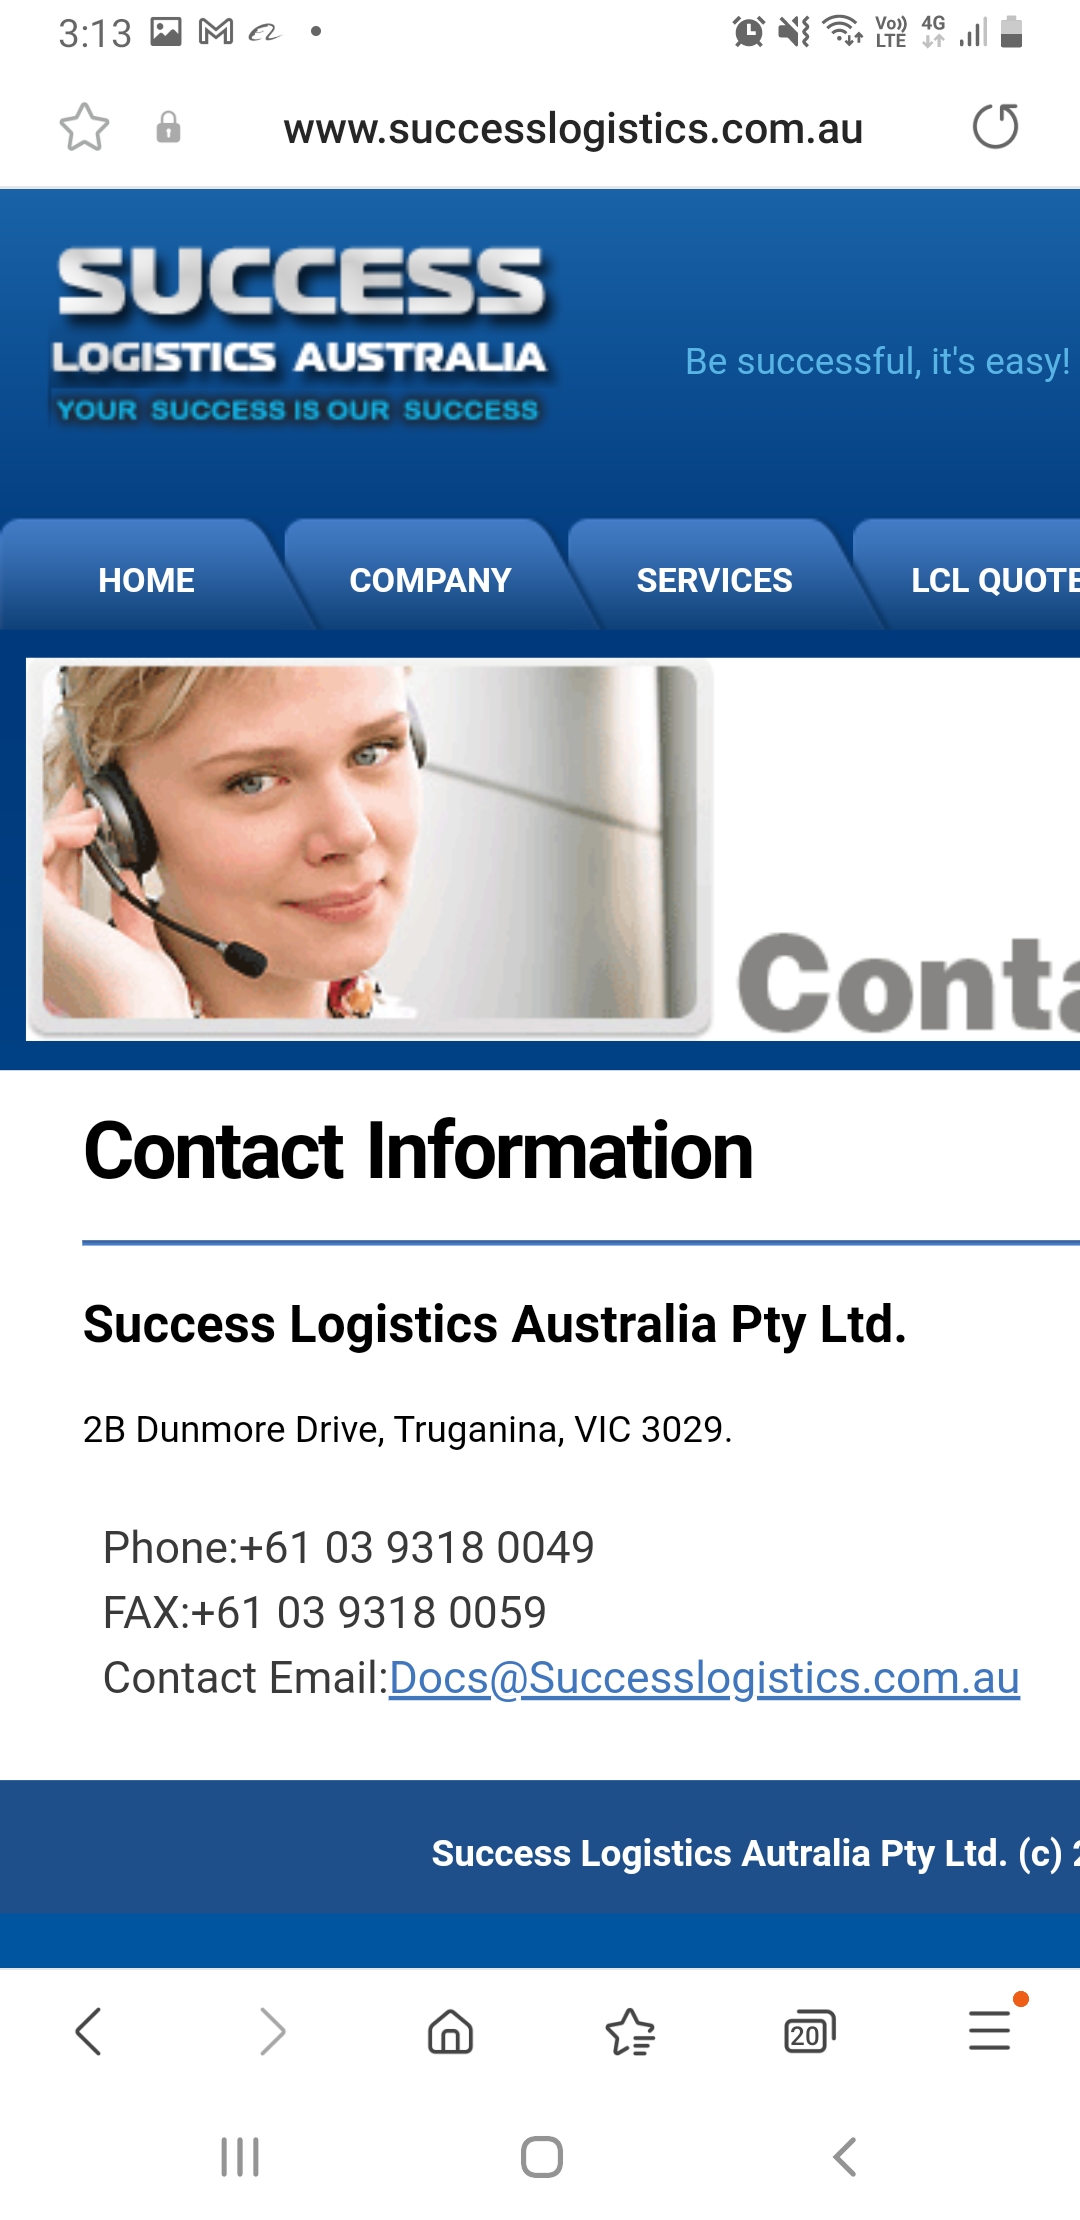 3:13
Vo)) LTE 4G
www.successlogistics.com.au
SUCCESS
LOGISTICS AUSTRALIA
YOUR SUCCESS IS OUR SUCCESS
Be successful, it's easy!
HOME COMPANY SERVICES LCL QUOTE
Conta
Contact Information
Success Logistics Australia Pty Ltd.
2B Dunmore Drive, Truganina, VIC 3029.
Phone:+61 03 9318 0049
FAX:+61 03 9318 0059
Contact Email:Docs@Successlogistics.com.au
Success Logistics Autralia Pty Ltd. (c) 2
20